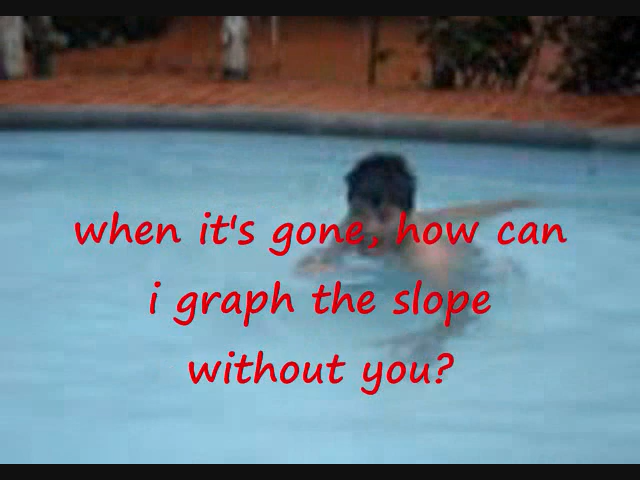 when it's gone, how can
i graph the slope
without you?